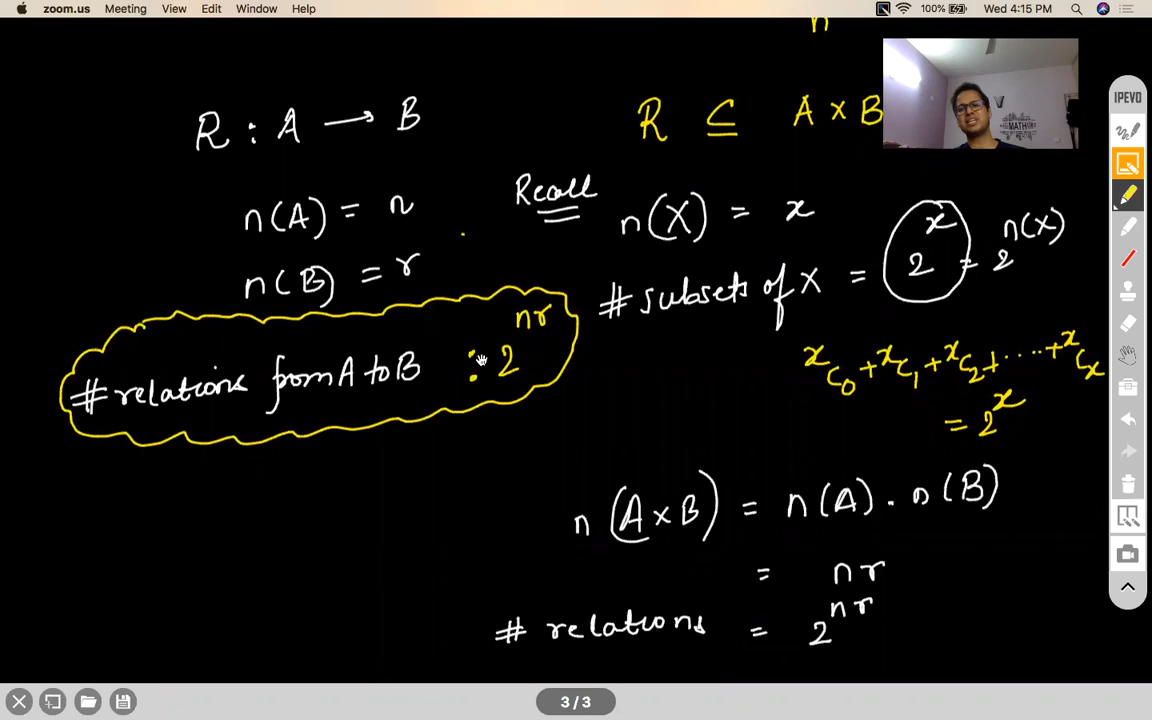 zoom.us Meeting View Edit Window Help 100% Wed 4:15 PM
n
R : A → B
R ⊆ A × B
IPEVO
MATH
n(A) = n
Recall
n(X) = x
n(B) = r
# subsets of X = 2^x = 2^n(X)
# relations from A to B : 2^nr
xC0 + xC1 + xC2 + ..... + xCx
= 2^x
n(A×B) = n(A) . n(B)
= nr
# relations = 2^nr
3 / 3